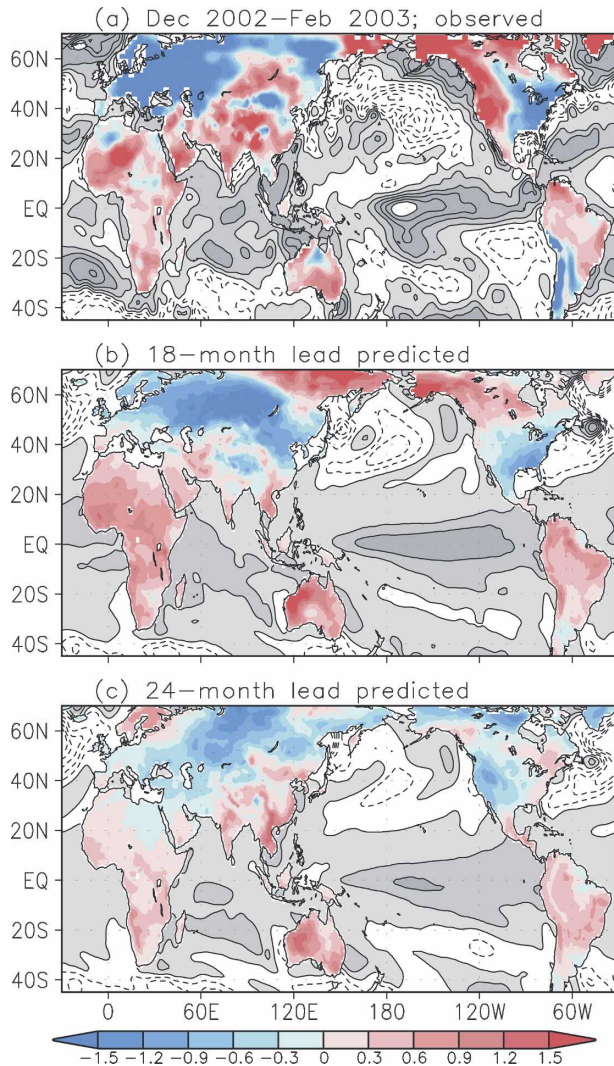 (a) Dec 2002−Feb 2003; observed
60N
40N
20N
EQ
20S
40S
(b) 18−month lead predicted
60N
40N
20N
EQ
20S
40S
(c) 24−month lead predicted
60N
40N
20N
EQ
20S
40S
0 60E 120E 180 120W 60W
−1.5 −1.2 −0.9 −0.6 −0.3 0 0.3 0.6 0.9 1.2 1.5